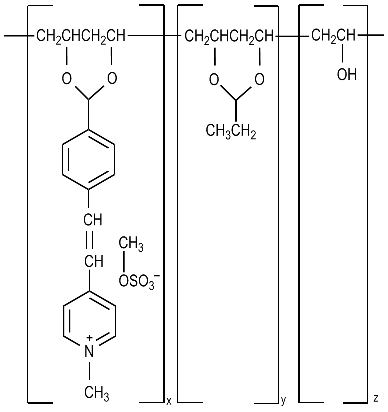 CH₂CHCH₂CH CH₂CHCH₂CH CH₂CH
O O O O OH
CH₃CH₂
CH
CH₃
CH
OSO₃⁻
N⁺
CH₃
x y z